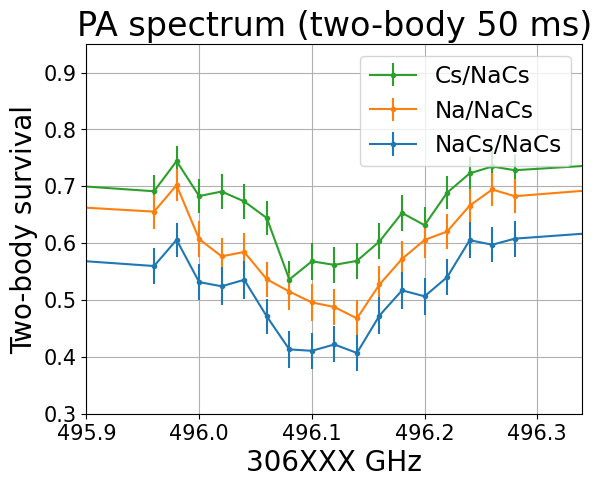 PA spectrum (two-body 50 ms)
Two-body survival
0.9
0.8
0.7
0.6
0.5
0.4
0.3
Cs/NaCs
Na/NaCs
NaCs/NaCs
495.9 496.0 496.1 496.2 496.3
306XXX GHz